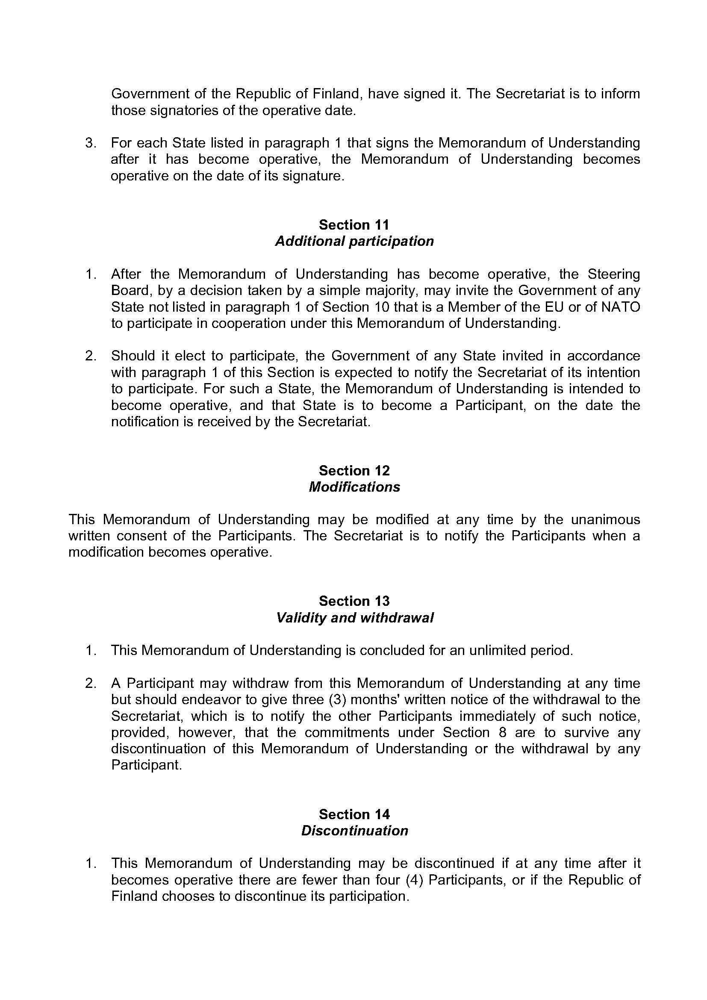 Government of the Republic of Finland, have signed it. The Secretariat is to inform
those signatories of the operative date.
3. For each State listed in paragraph 1 that signs the Memorandum of Understanding
after it has become operative, the Memorandum of Understanding becomes
operative on the date of its signature.
Section 11
Additional participation
1. After the Memorandum of Understanding has become operative, the Steering
Board, by a decision taken by a simple majority, may invite the Government of any
State not listed in paragraph 1 of Section 10 that is a Member of the EU or of NATO
to participate in cooperation under this Memorandum of Understanding.
2. Should it elect to participate, the Government of any State invited in accordance
with paragraph 1 of this Section is expected to notify the Secretariat of its intention
to participate. For such a State, the Memorandum of Understanding is intended to
become operative, and that State is to become a Participant, on the date the
notification is received by the Secretariat.
Section 12
Modifications
This Memorandum of Understanding may be modified at any time by the unanimous
written consent of the Participants. The Secretariat is to notify the Participants when a
modification becomes operative.
Section 13
Validity and withdrawal
1. This Memorandum of Understanding is concluded for an unlimited period.
2. A Participant may withdraw from this Memorandum of Understanding at any time
but should endeavor to give three (3) months' written notice of the withdrawal to the
Secretariat, which is to notify the other Participants immediately of such notice,
provided, however, that the commitments under Section 8 are to survive any
discontinuation of this Memorandum of Understanding or the withdrawal by any
Participant.
Section 14
Discontinuation
1. This Memorandum of Understanding may be discontinued if at any time after it
becomes operative there are fewer than four (4) Participants, or if the Republic of
Finland chooses to discontinue its participation.